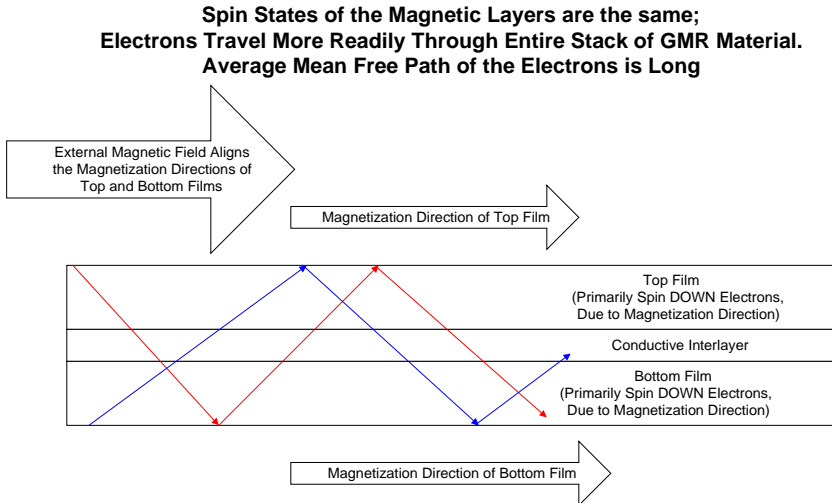 Spin States of the Magnetic Layers are the same;
Electrons Travel More Readily Through Entire Stack of GMR Material.
Average Mean Free Path of the Electrons is Long
External Magnetic Field Aligns
the Magnetization Directions of
Top and Bottom Films
Magnetization Direction of Top Film
Top Film
(Primarily Spin DOWN Electrons,
Due to Magnetization Direction)
Conductive Interlayer
Bottom Film
(Primarily Spin DOWN Electrons,
Due to Magnetization Direction)
Magnetization Direction of Bottom Film